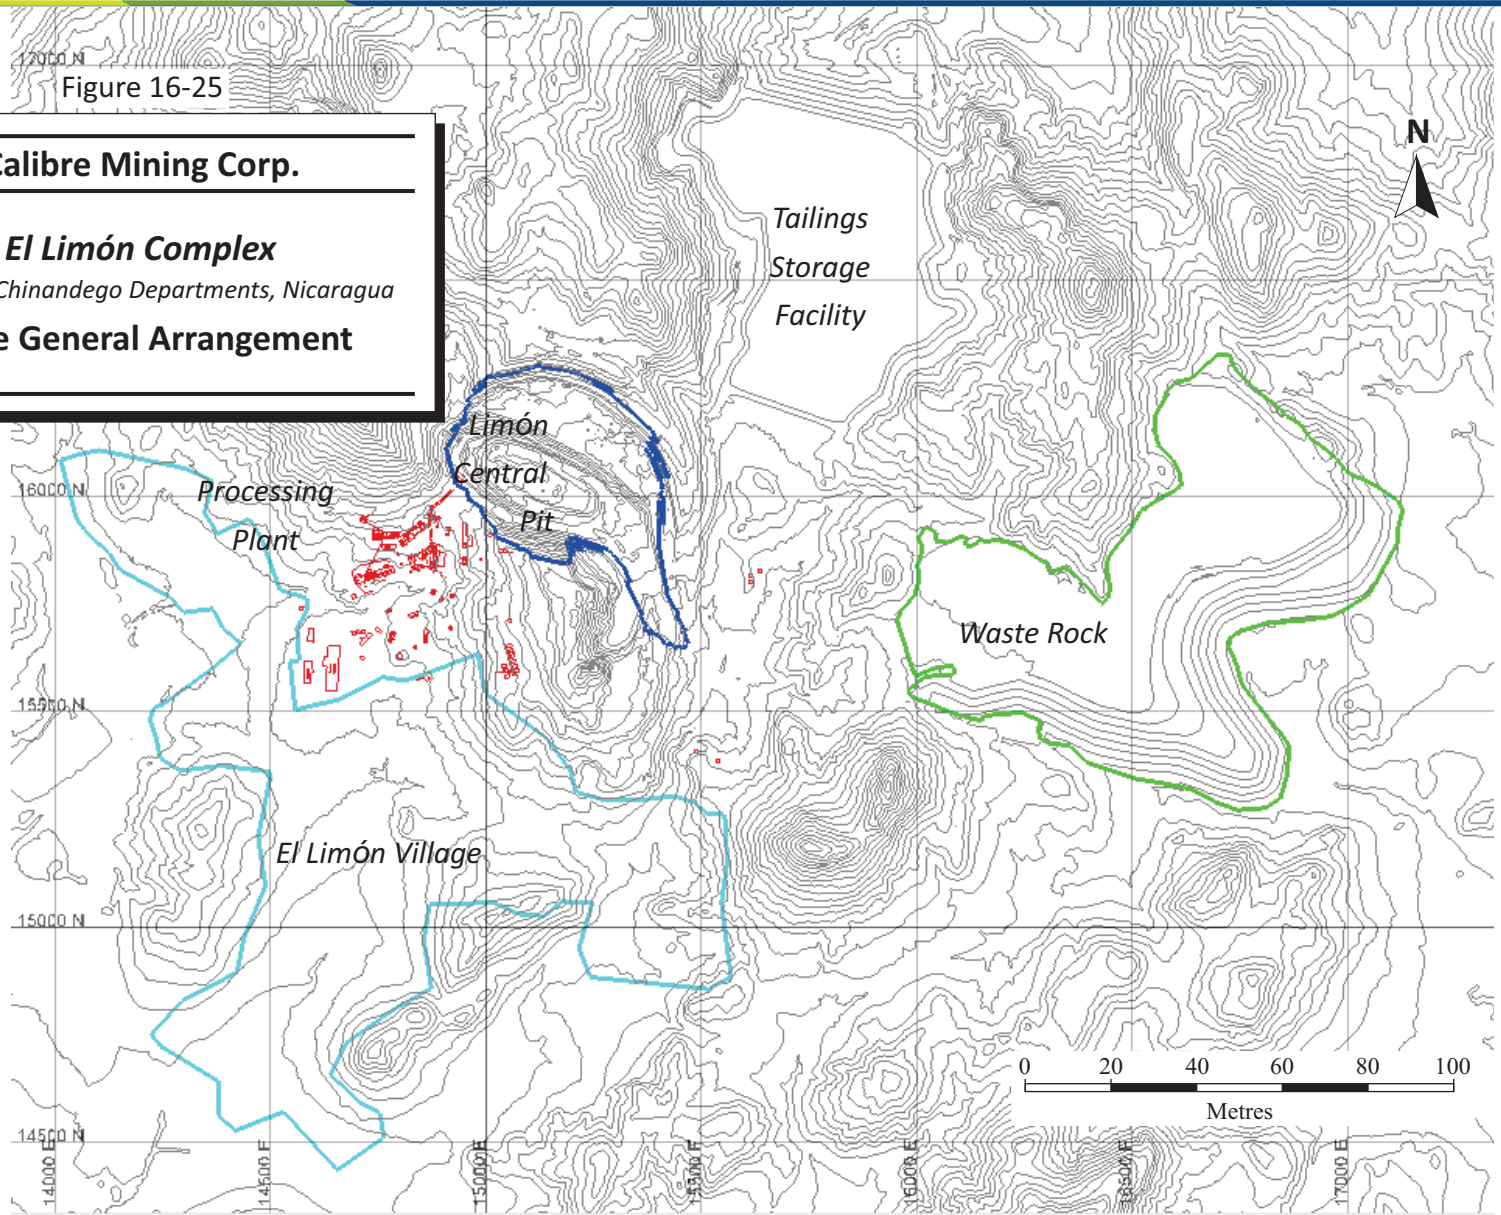 17000 N
Figure 16-25
Calibre Mining Corp.
El Limón Complex
Chinandego Departments, Nicaragua
General Arrangement
N
Tailings
Storage
Facility
Limón
Central
Pit
16000 N
Processing
Plant
Waste Rock
15500 N
El Limón Village
15000 N
0 20 40 60 80 100
Metres
14500 N
14000 E
14500 E
15000 E
15500 E
16000 E
16500 E
17000 E